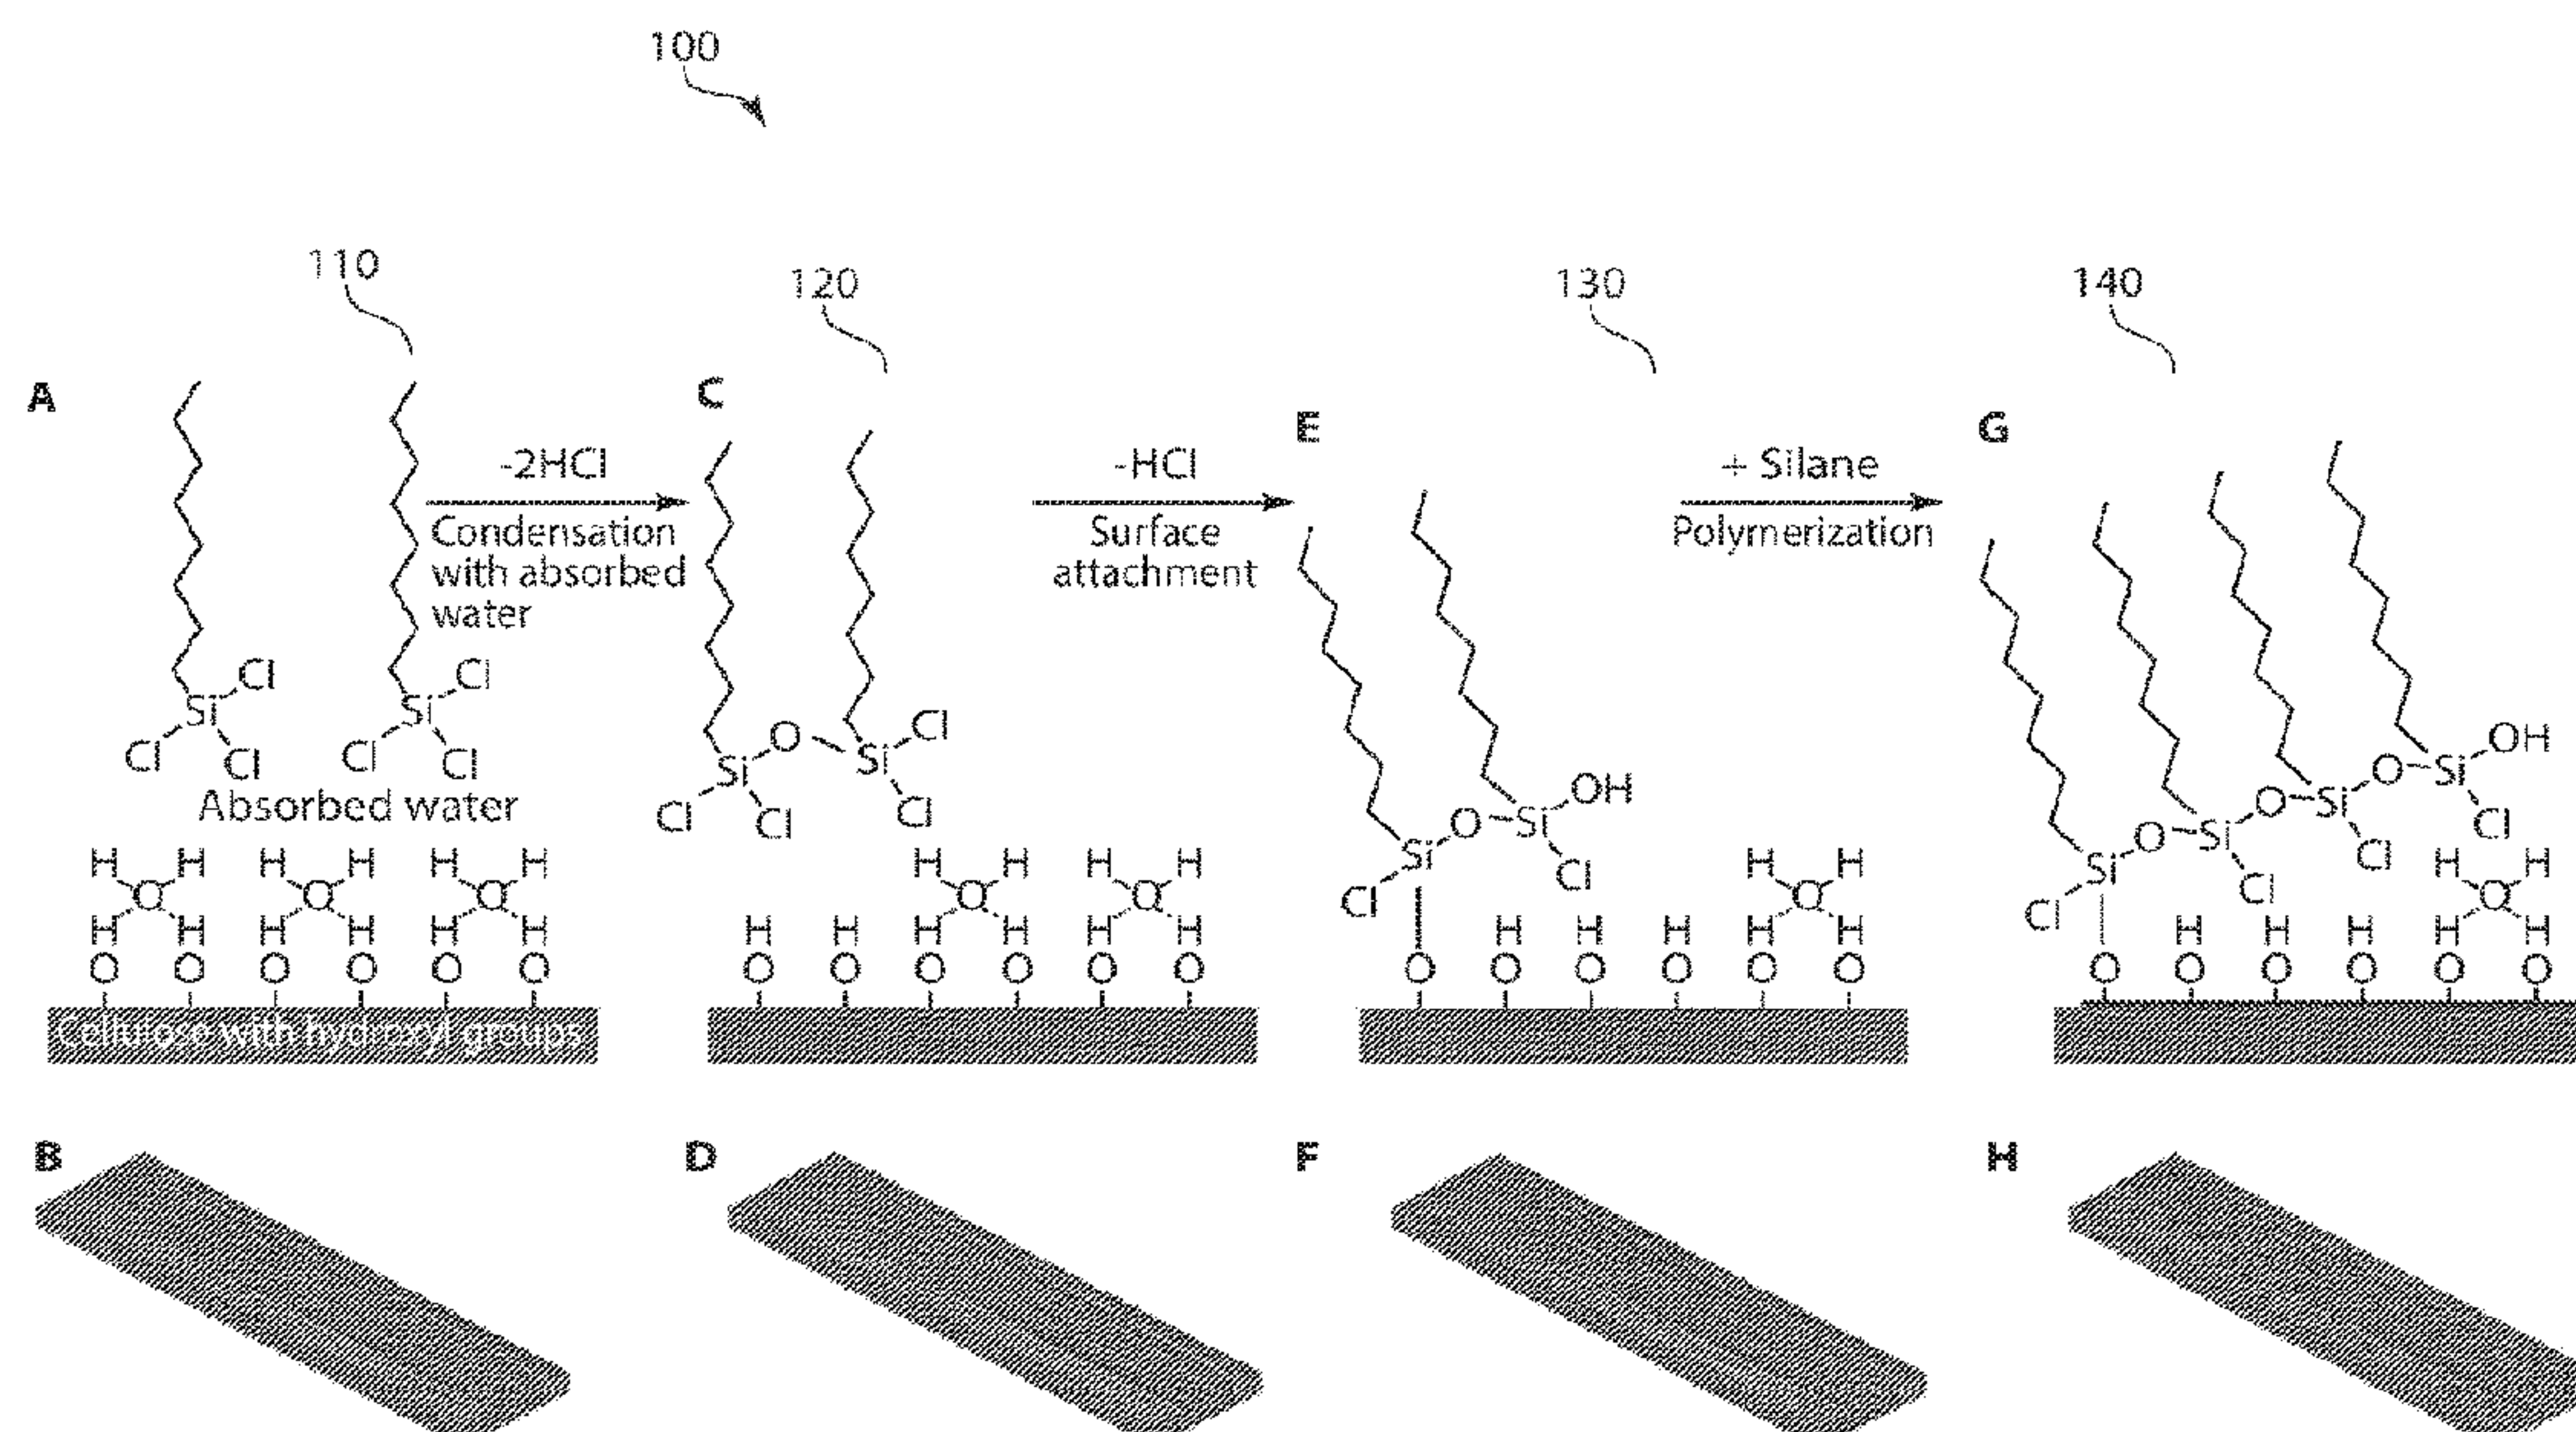 100
110
120
130
140
A
C
E
G
-2HCl
Condensation
with absorbed
water
-HCl
Surface
attachment
+ Silane
Polymerization
Si Cl Cl Cl
Si Cl Cl Cl
Si Cl Cl O Si Cl Cl
Si Cl O Si OH Cl
Si Cl O Si Cl O Si Cl O Si OH Cl
Absorbed water
H H H H H H
O O O
H H H H H H
O O O O O O
H H H H
O O
H H H H H H
O O O O O O
H H
O
H H H H H
O O O O O O
H H
O
H H H H H
O O O O O O
Cellulose with hydroxyl groups
B
D
F
H